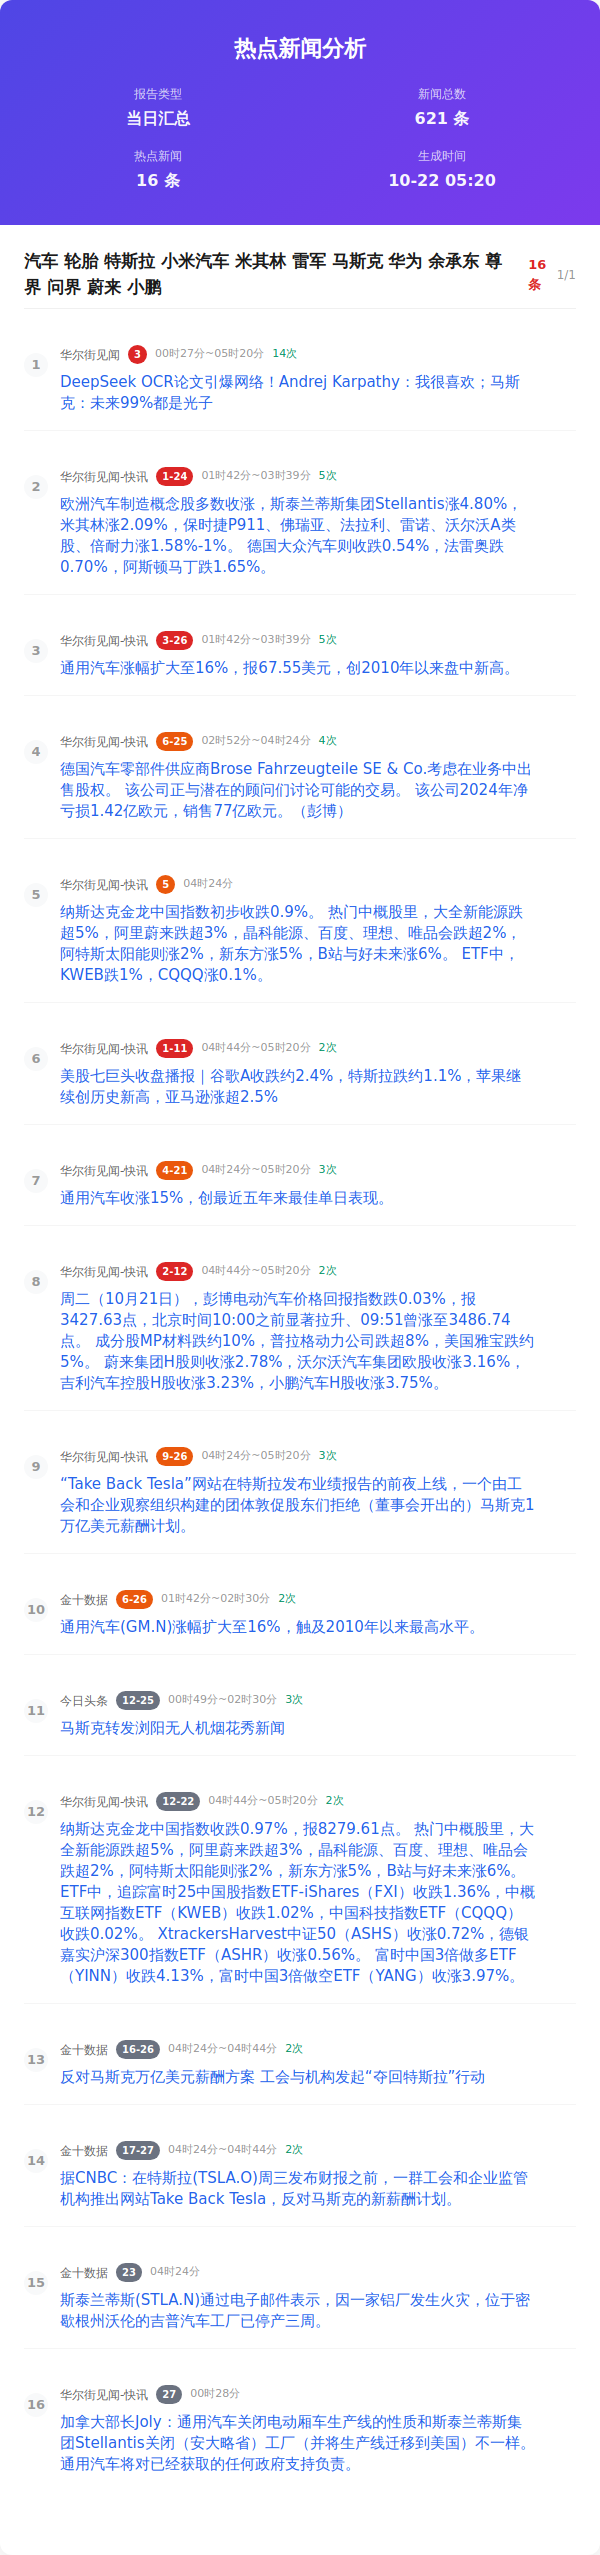 热点新闻分析
报告类型
当日汇总
新闻总数
621 条
热点新闻
16 条
生成时间
10-22 05:20
汽车 轮胎 特斯拉 小米汽车 米其林 雷军 马斯克 华为 余承东 尊
界 问界 蔚来 小鹏
16
条
1/1
1
华尔街见闻 3 00时27分~05时20分 14次
DeepSeek OCR论文引爆网络！Andrej Karpathy：我很喜欢；马斯
克：未来99%都是光子
2
华尔街见闻-快讯 1-24 01时42分~03时39分 5次
欧洲汽车制造概念股多数收涨，斯泰兰蒂斯集团Stellantis涨4.80%，
米其林涨2.09%，保时捷P911、佛瑞亚、法拉利、雷诺、沃尔沃A类
股、倍耐力涨1.58%-1%。 德国大众汽车则收跌0.54%，法雷奥跌
0.70%，阿斯顿马丁跌1.65%。
3
华尔街见闻-快讯 3-26 01时42分~03时39分 5次
通用汽车涨幅扩大至16%，报67.55美元，创2010年以来盘中新高。
4
华尔街见闻-快讯 6-25 02时52分~04时24分 4次
德国汽车零部件供应商Brose Fahrzeugteile SE & Co.考虑在业务中出
售股权。 该公司正与潜在的顾问们讨论可能的交易。 该公司2024年净
亏损1.42亿欧元，销售77亿欧元。（彭博）
5
华尔街见闻-快讯 5 04时24分
纳斯达克金龙中国指数初步收跌0.9%。 热门中概股里，大全新能源跌
超5%，阿里蔚来跌超3%，晶科能源、百度、理想、唯品会跌超2%，
阿特斯太阳能则涨2%，新东方涨5%，B站与好未来涨6%。 ETF中，
KWEB跌1%，CQQQ涨0.1%。
6
华尔街见闻-快讯 1-11 04时44分~05时20分 2次
美股七巨头收盘播报｜谷歌A收跌约2.4%，特斯拉跌约1.1%，苹果继
续创历史新高，亚马逊涨超2.5%
7
华尔街见闻-快讯 4-21 04时24分~05时20分 3次
通用汽车收涨15%，创最近五年来最佳单日表现。
8
华尔街见闻-快讯 2-12 04时44分~05时20分 2次
周二（10月21日），彭博电动汽车价格回报指数跌0.03%，报
3427.63点，北京时间10:00之前显著拉升、09:51曾涨至3486.74
点。 成分股MP材料跌约10%，普拉格动力公司跌超8%，美国雅宝跌约
5%。 蔚来集团H股则收涨2.78%，沃尔沃汽车集团欧股收涨3.16%，
吉利汽车控股H股收涨3.23%，小鹏汽车H股收涨3.75%。
9
华尔街见闻-快讯 9-26 04时24分~05时20分 3次
“Take Back Tesla”网站在特斯拉发布业绩报告的前夜上线，一个由工
会和企业观察组织构建的团体敦促股东们拒绝（董事会开出的）马斯克1
万亿美元薪酬计划。
10
金十数据 6-26 01时42分~02时30分 2次
通用汽车(GM.N)涨幅扩大至16%，触及2010年以来最高水平。
11
今日头条 12-25 00时49分~02时30分 3次
马斯克转发浏阳无人机烟花秀新闻
12
华尔街见闻-快讯 12-22 04时44分~05时20分 2次
纳斯达克金龙中国指数收跌0.97%，报8279.61点。 热门中概股里，大
全新能源跌超5%，阿里蔚来跌超3%，晶科能源、百度、理想、唯品会
跌超2%，阿特斯太阳能则涨2%，新东方涨5%，B站与好未来涨6%。
ETF中，追踪富时25中国股指数ETF-iShares（FXI）收跌1.36%，中概
互联网指数ETF（KWEB）收跌1.02%，中国科技指数ETF（CQQQ）
收跌0.02%。 XtrackersHarvest中证50（ASHS）收涨0.72%，德银
嘉实沪深300指数ETF（ASHR）收涨0.56%。 富时中国3倍做多ETF
（YINN）收跌4.13%，富时中国3倍做空ETF（YANG）收涨3.97%。
13
金十数据 16-26 04时24分~04时44分 2次
反对马斯克万亿美元薪酬方案 工会与机构发起“夺回特斯拉”行动
14
金十数据 17-27 04时24分~04时44分 2次
据CNBC：在特斯拉(TSLA.O)周三发布财报之前，一群工会和企业监管
机构推出网站Take Back Tesla，反对马斯克的新薪酬计划。
15
金十数据 23 04时24分
斯泰兰蒂斯(STLA.N)通过电子邮件表示，因一家铝厂发生火灾，位于密
歇根州沃伦的吉普汽车工厂已停产三周。
16
华尔街见闻-快讯 27 00时28分
加拿大部长Joly：通用汽车关闭电动厢车生产线的性质和斯泰兰蒂斯集
团Stellantis关闭（安大略省）工厂（并将生产线迁移到美国）不一样。
通用汽车将对已经获取的任何政府支持负责。